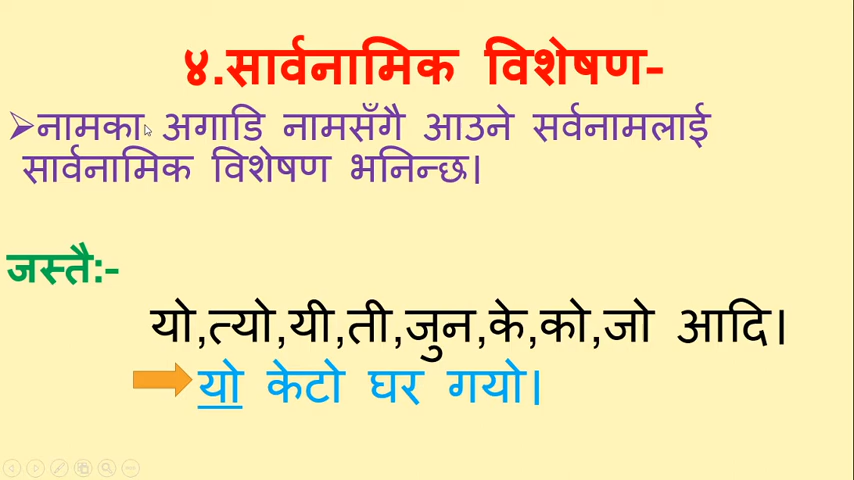 ४.सार्वनामिक विशेषण-
नामका अगाडि नामसँगै आउने सर्वनामलाई
सार्वनामिक विशेषण भनिन्छ।
जस्तै:-
यो,त्यो,यी,ती,जुन,के,को,जो आदि।
यो केटो घर गयो।